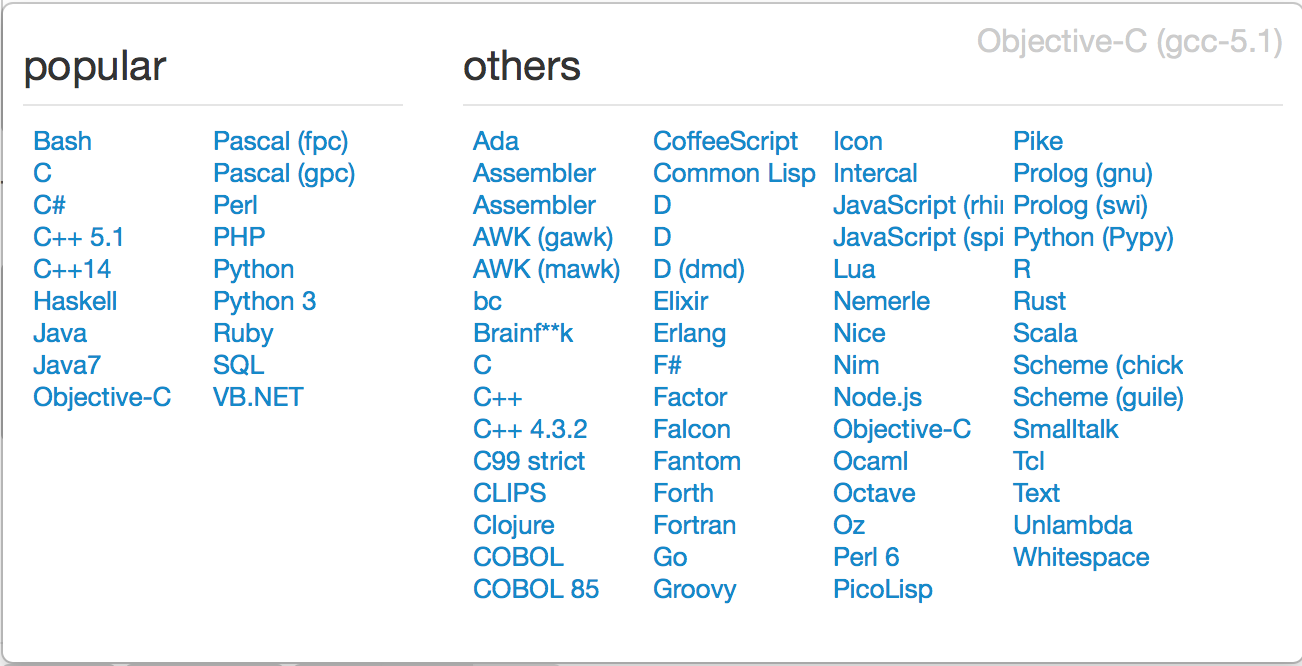 Objective-C (gcc-5.1)
popular
Bash
C
C#
C++ 5.1
C++14
Haskell
Java
Java7
Objective-C
Pascal (fpc)
Pascal (gpc)
Perl
PHP
Python
Python 3
Ruby
SQL
VB.NET
others
Ada
Assembler
Assembler
AWK (gawk)
AWK (mawk)
bc
Brainf**k
C
C++
C++ 4.3.2
C99 strict
CLIPS
Clojure
COBOL
COBOL 85
CoffeeScript
Common Lisp
D
D
D (dmd)
Elixir
Erlang
F#
Factor
Falcon
Fantom
Forth
Fortran
Go
Groovy
Icon
Intercal
JavaScript (rhi
JavaScript (spi
Lua
Nemerle
Nice
Nim
Node.js
Objective-C
Ocaml
Octave
Oz
Perl 6
PicoLisp
Pike
Prolog (gnu)
Prolog (swi)
Python (Pypy)
R
Rust
Scala
Scheme (chick
Scheme (guile)
Smalltalk
Tcl
Text
Unlambda
Whitespace